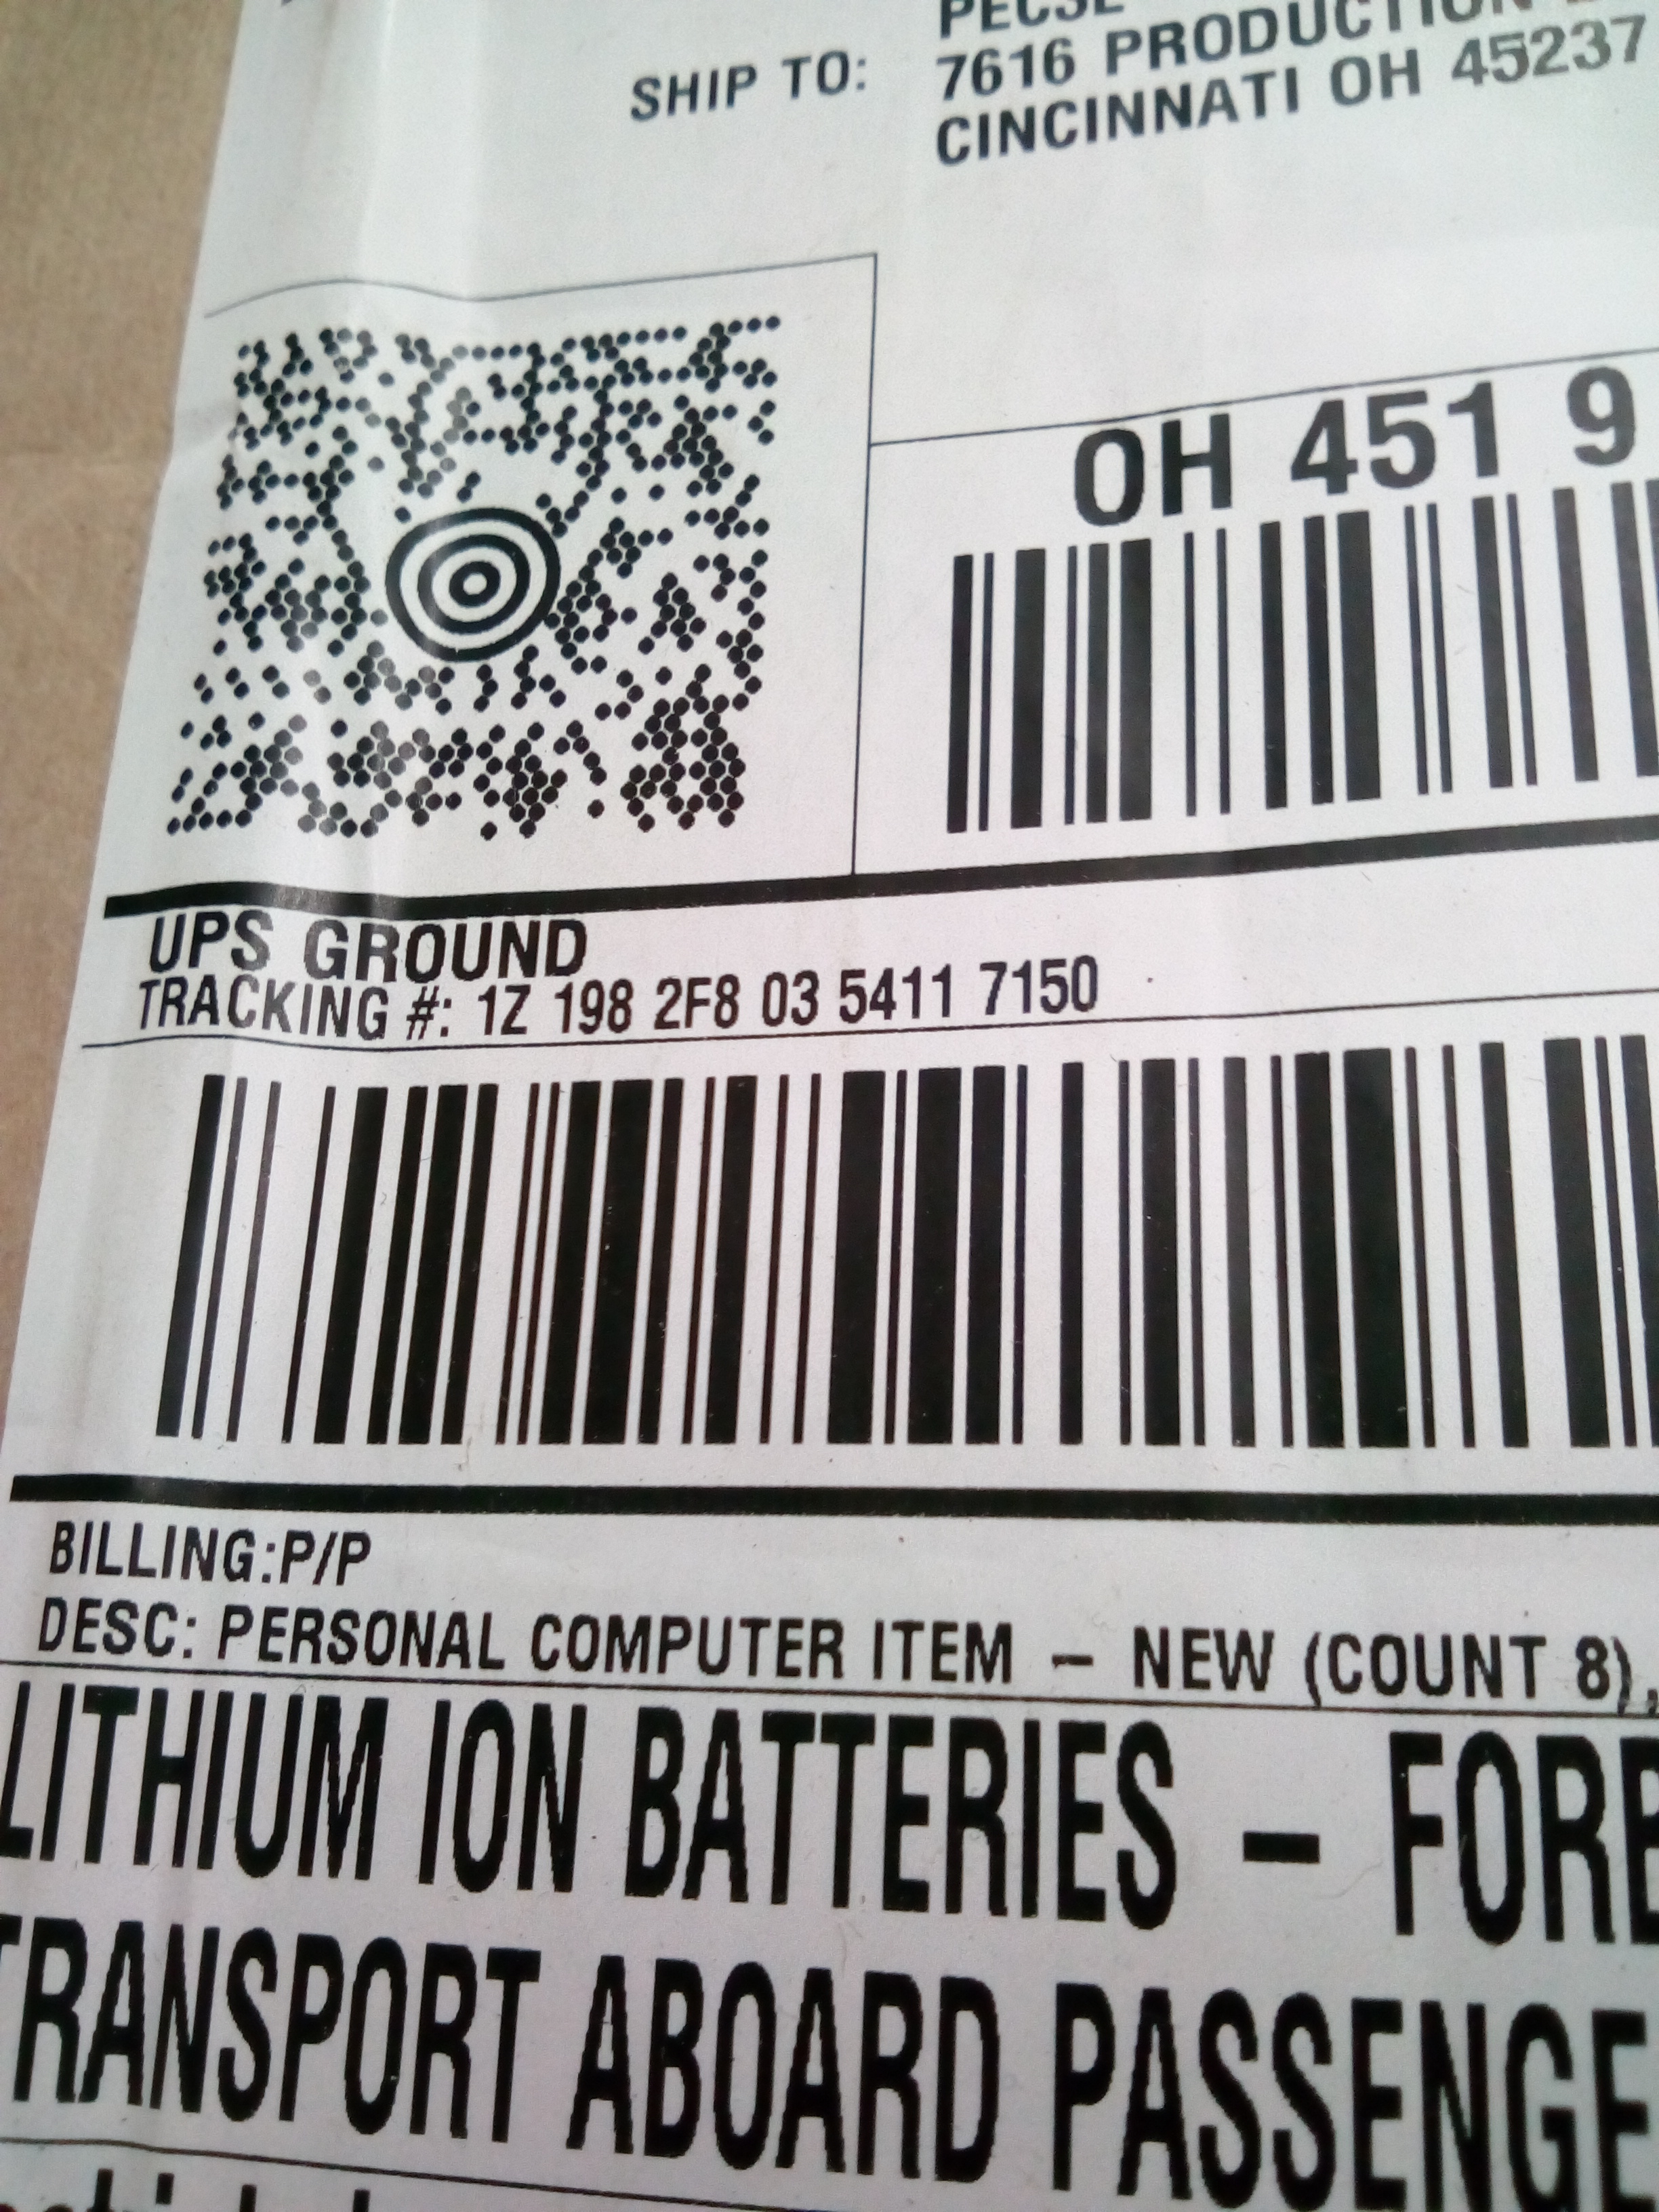 SHIP TO:
7616 PRODUCTION
CINCINNATI OH 45237
OH 451 9
UPS GROUND
TRACKING #: 1Z 198 2F8 03 5411 7150
BILLING:P/P
DESC: PERSONAL COMPUTER ITEM – NEW (COUNT 8),
LITHIUM ION BATTERIES – FORB
TRANSPORT ABOARD PASSENGE